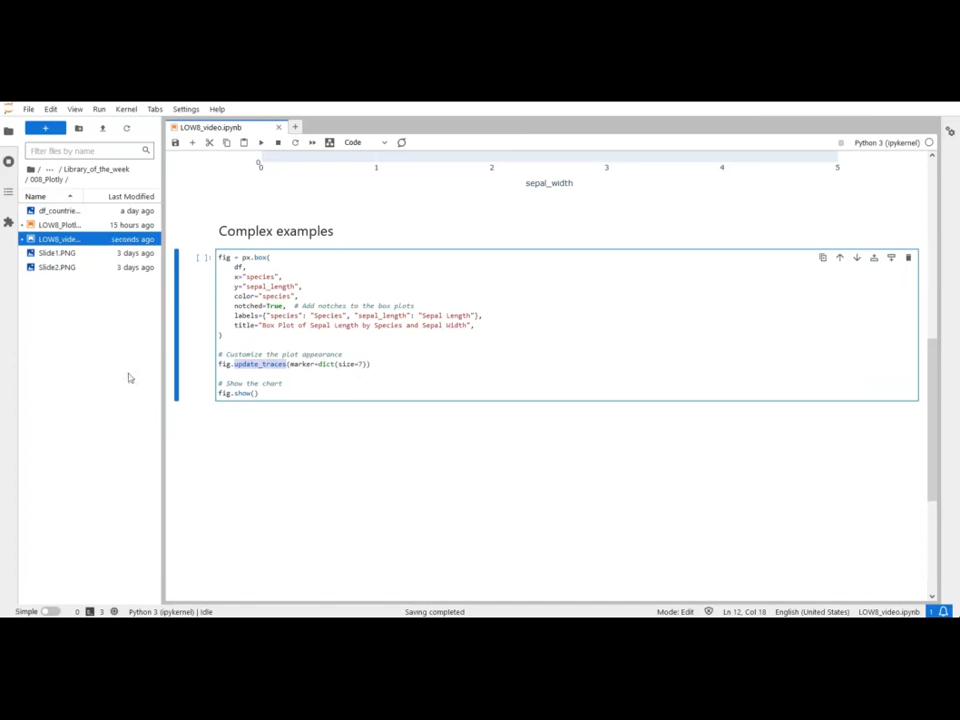 File Edit View Run Kernel Tabs Settings Help
+
Filter files by name
/ ... / Library_of_the_week
/ 008_Plotly /
Name Last Modified
df_countrie... a day ago
LOW8_Plotl... 15 hours ago
LOW8_vide... seconds ago
Slide1.PNG 3 days ago
Slide2.PNG 3 days ago
LOW8_video.ipynb × +
Code
Python 3 (ipykernel)
0
0 1 2 3 4 5
sepal_width
Complex examples
[ ]:
fig = px.box(
df,
x="species",
y="sepal_length",
color="species",
notched=True, # Add notches to the box plots
labels={"species": "Species", "sepal_length": "Sepal Length"},
title="Box Plot of Sepal Length by Species and Sepal Width",
)
# Customize the plot appearance
fig.update_traces(marker=dict(size=7))
# Show the chart
fig.show()
Simple 0 3 Python 3 (ipykernel) | Idle Saving completed Mode: Edit Ln 12, Col 18 English (United States) LOW8_video.ipynb 1